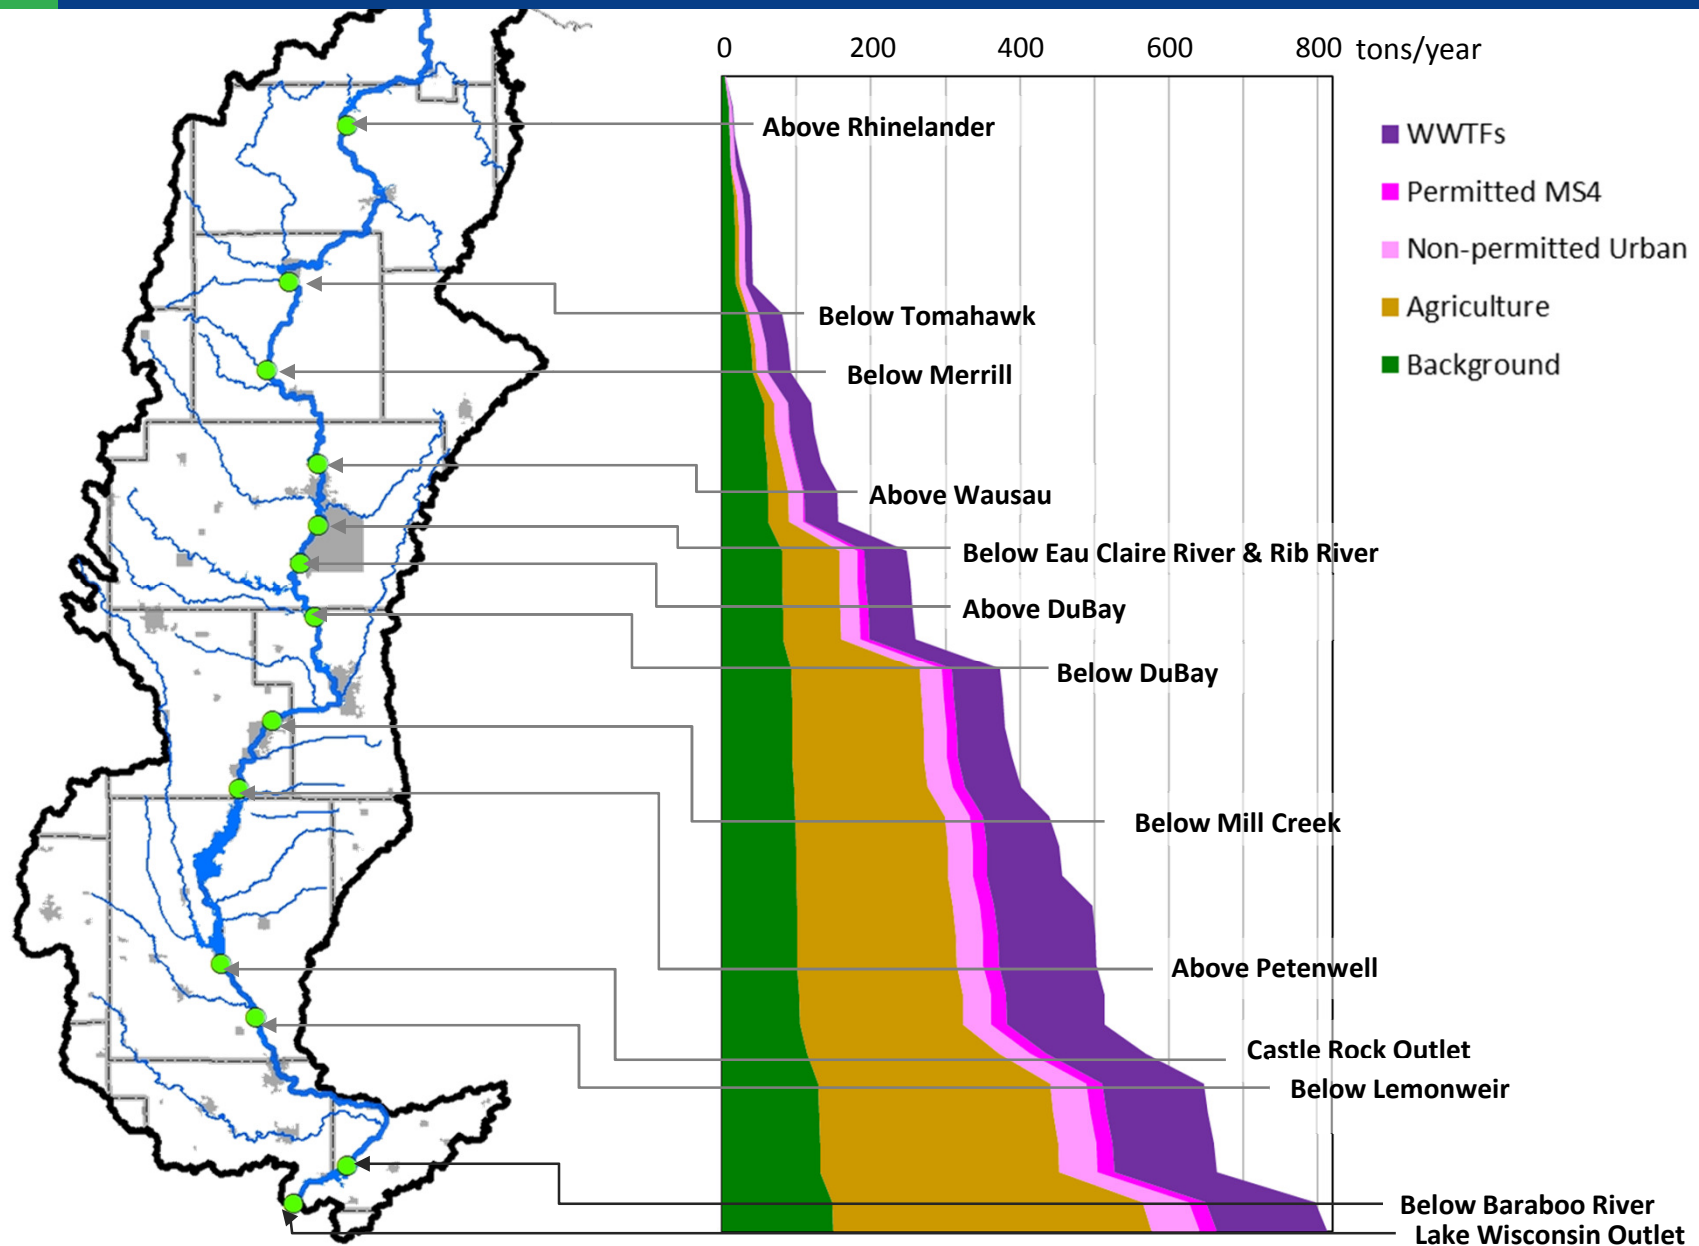 0 200 400 600 800 tons/year
Above Rhinelander
WWTFs
Permitted MS4
Non-permitted Urban
Agriculture
Background
Below Tomahawk
Below Merrill
Above Wausau
Below Eau Claire River & Rib River
Above DuBay
Below DuBay
Below Mill Creek
Above Petenwell
Castle Rock Outlet
Below Lemonweir
Below Baraboo River
Lake Wisconsin Outlet